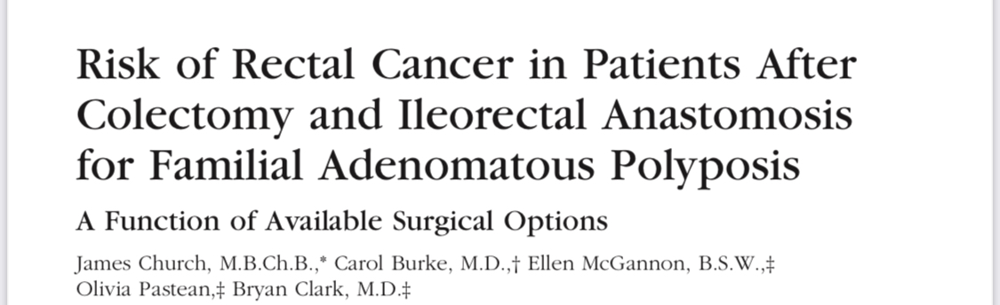 Risk of Rectal Cancer in Patients After
Colectomy and Ileorectal Anastomosis
for Familial Adenomatous Polyposis
A Function of Available Surgical Options
James Church, M.B.Ch.B.,* Carol Burke, M.D.,† Ellen McGannon, B.S.W.,‡
Olivia Pastean,‡ Bryan Clark, M.D.‡